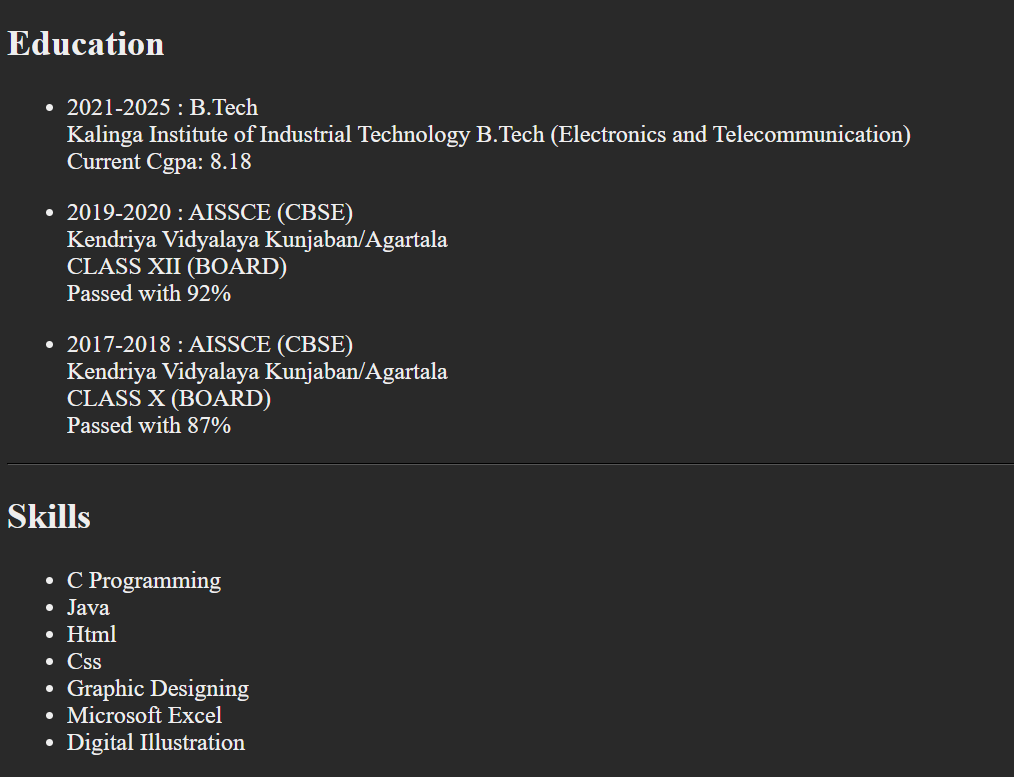 Education
2021-2025 : B.Tech
Kalinga Institute of Industrial Technology B.Tech (Electronics and Telecommunication)
Current Cgpa: 8.18
2019-2020 : AISSCE (CBSE)
Kendriya Vidyalaya Kunjaban/Agartala
CLASS XII (BOARD)
Passed with 92%
2017-2018 : AISSCE (CBSE)
Kendriya Vidyalaya Kunjaban/Agartala
CLASS X (BOARD)
Passed with 87%
Skills
C Programming
Java
Html
Css
Graphic Designing
Microsoft Excel
Digital Illustration